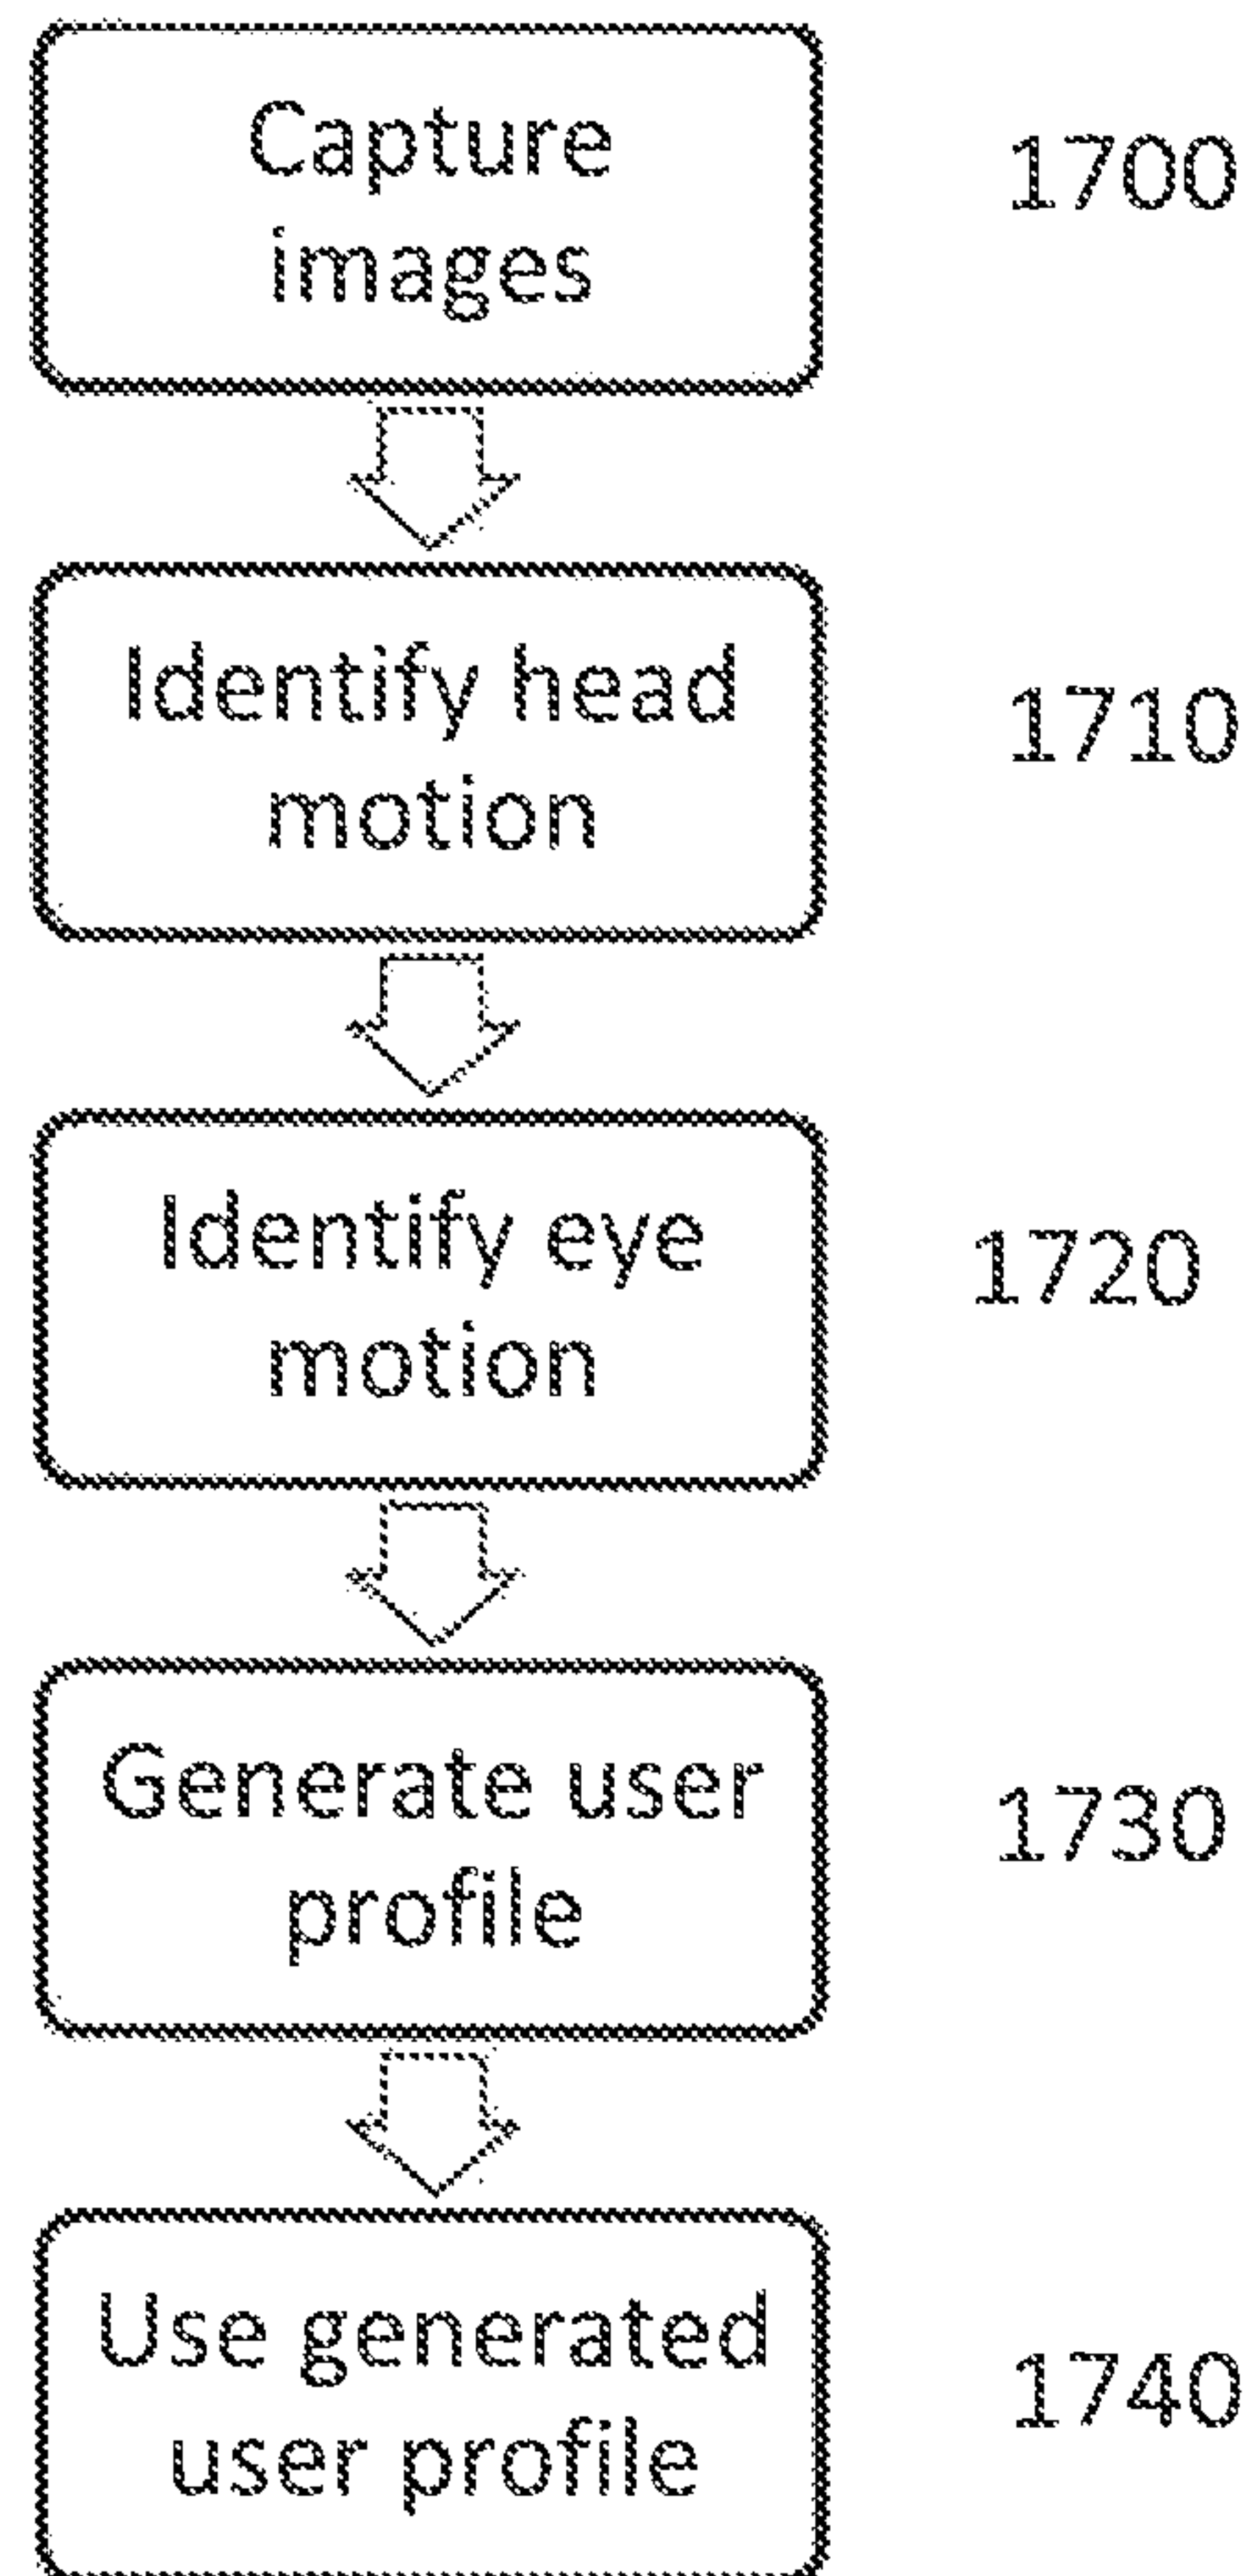 Capture
images
1700
Identify head
motion
1710
Identify eye
motion
1720
Generate user
profile
1730
Use generated
user profile
1740